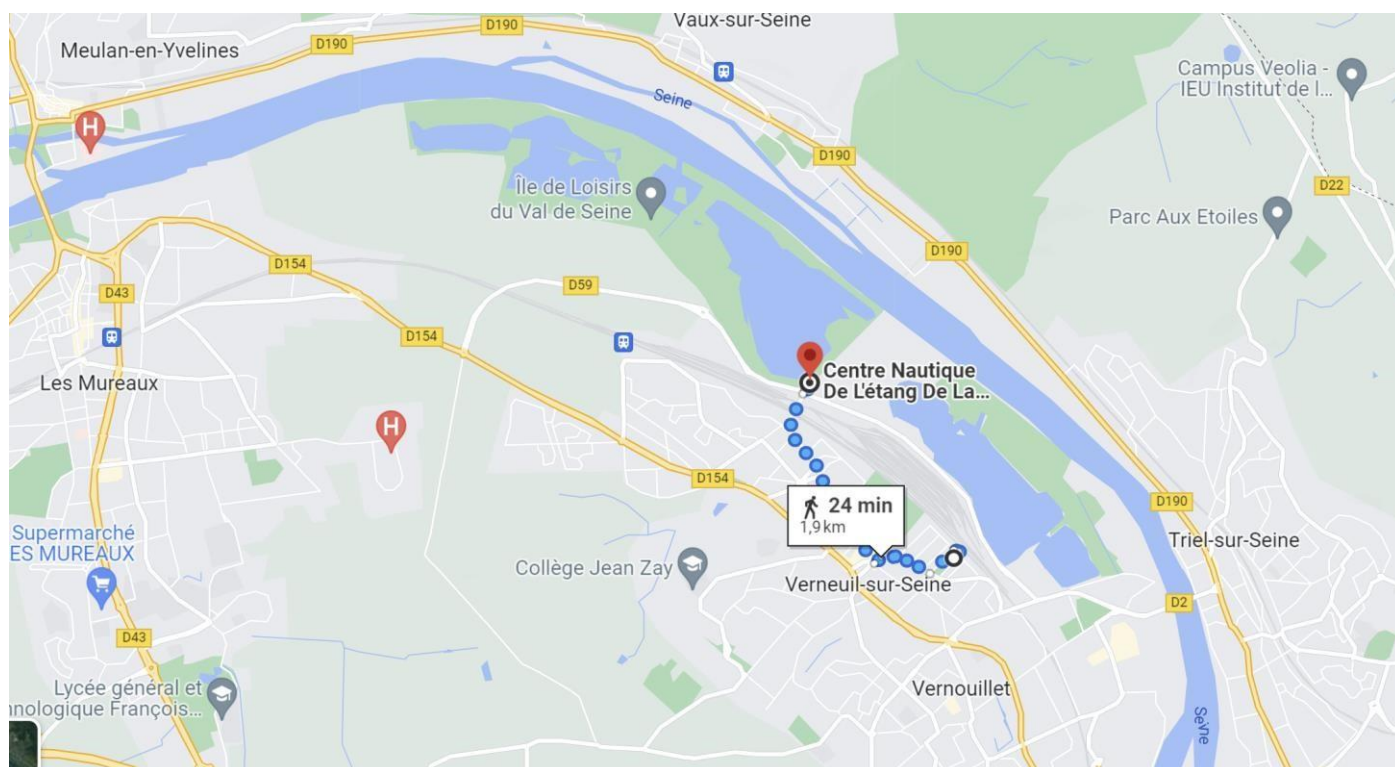 Vaux-sur-Seine
D190
D190
Meulan-en-Yvelines
Campus Veolia -
IEU Institut de l...
Seine
H
D190
D22
Île de Loisirs
du Val de Seine
Parc Aux Etoiles
D190
D154
D59
D43
D154
Centre Nautique
De L'étang De La...
Les Mureaux
H
D154
24 min
1,9 km
D190
Supermarché
ES MUREAUX
Triel-sur-Seine
Collège Jean Zay
Verneuil-sur-Seine
D2
D43
Lycée général et
hnologique François...
Vernouillet
Seine